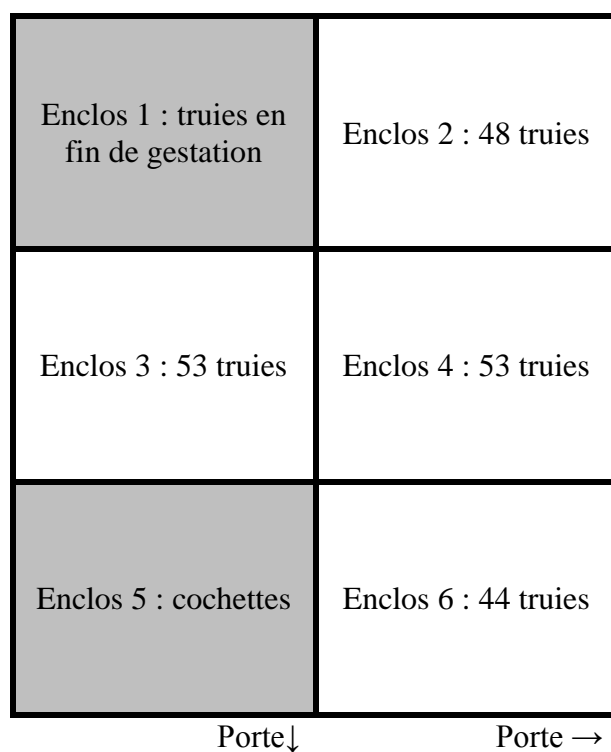 Enclos 1 : truies en
fin de gestation
Enclos 2 : 48 truies
Enclos 3 : 53 truies
Enclos 4 : 53 truies
Enclos 5 : cochettes
Enclos 6 : 44 truies
Porte↓
Porte →